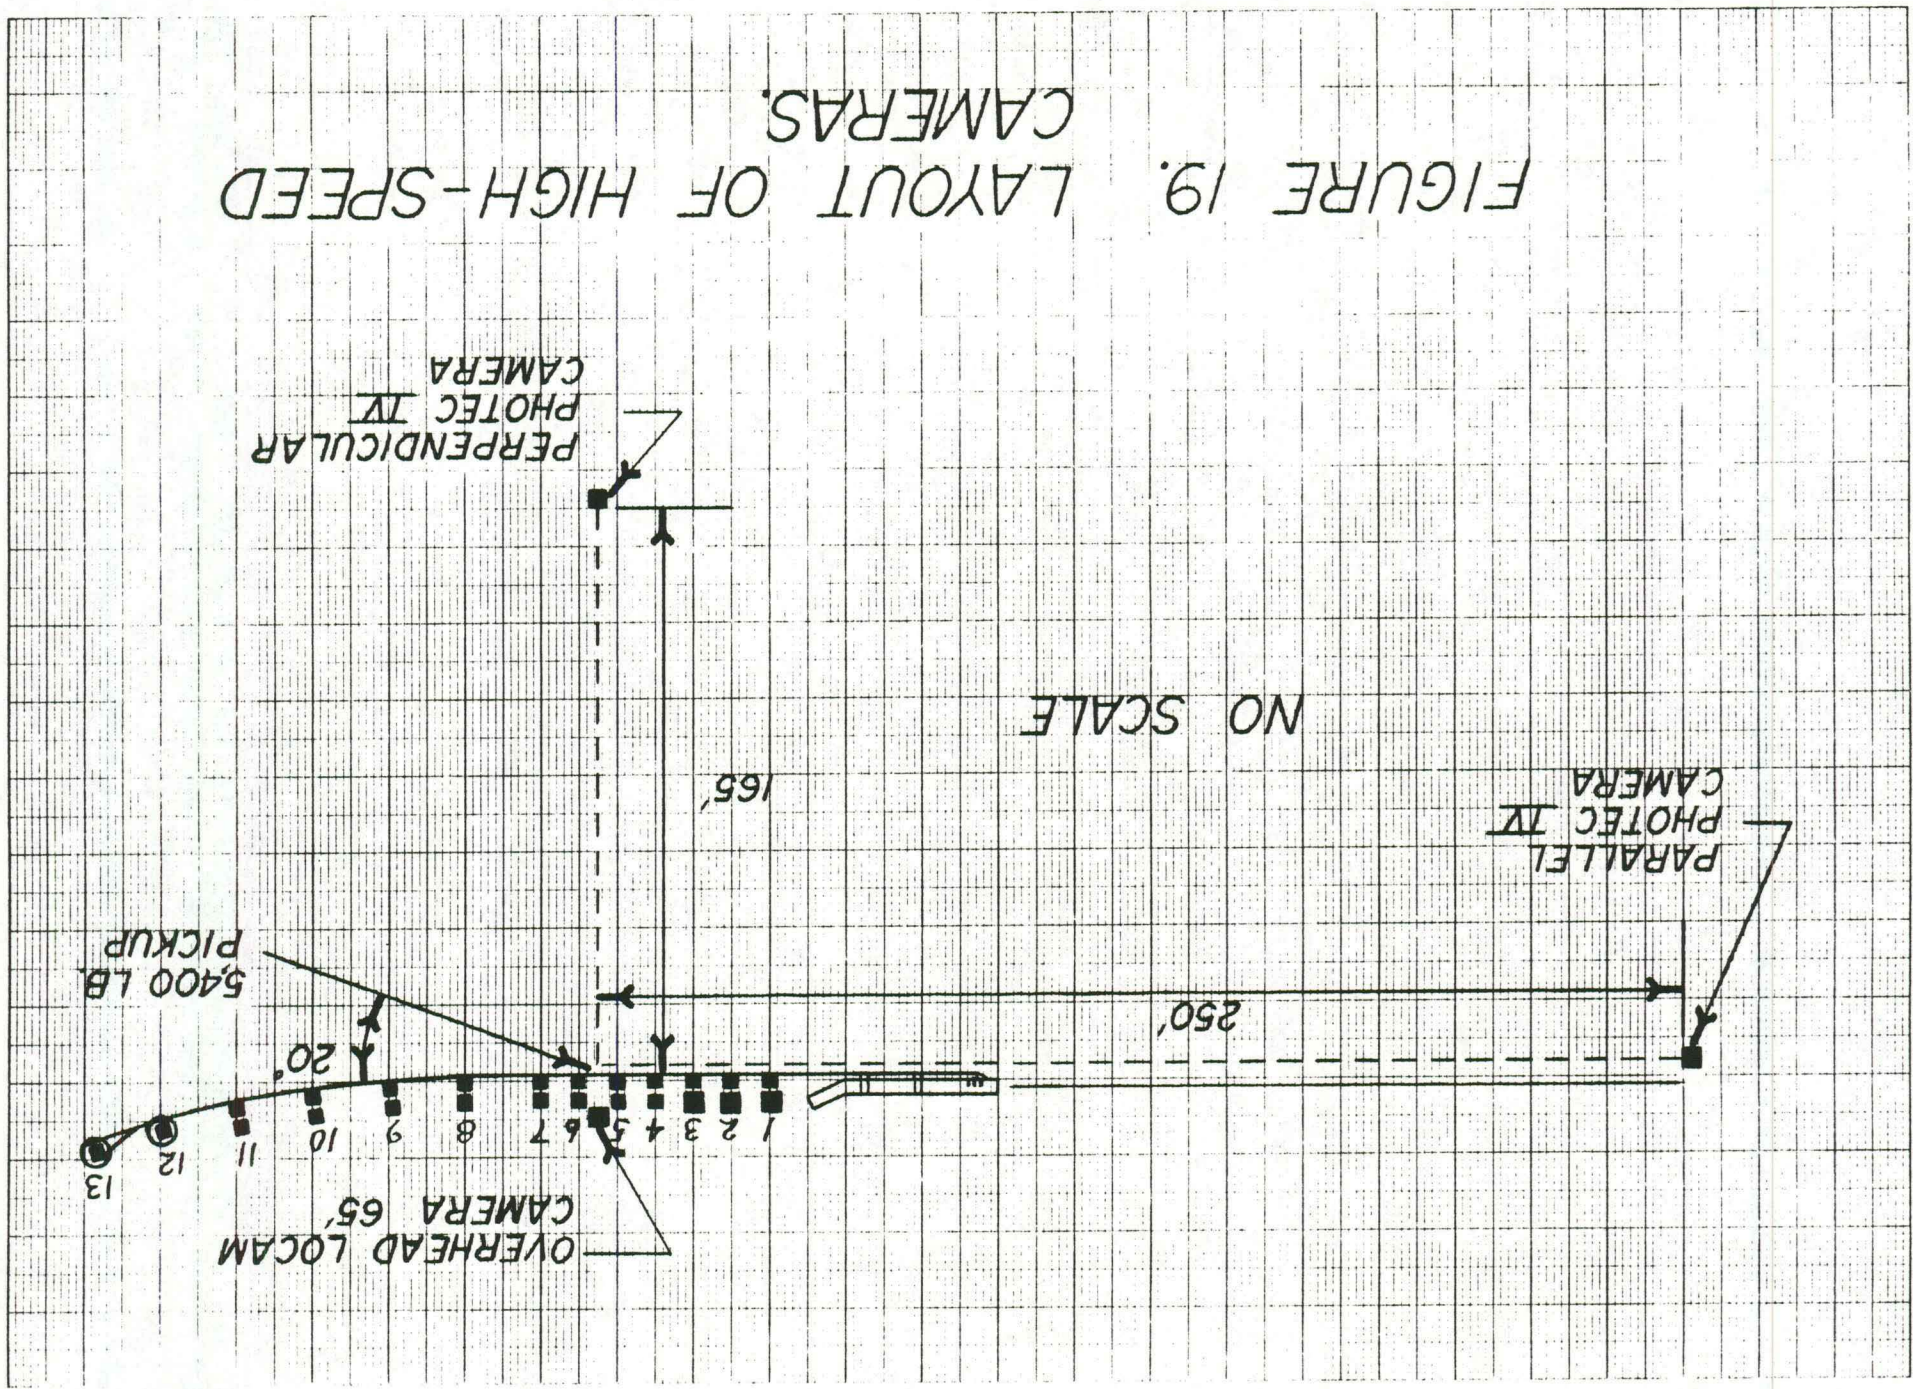 OVERHEAD LOCAM
CAMERA 65'
1
2
3
4
5
6
7
8
9
10
11
12
13
20°
5,400 LB.
PICKUP
250'
PARALLEL
PHOTEC IV
CAMERA
165'
NO SCALE
PERPENDICULAR
PHOTEC IV
CAMERA
FIGURE 19. LAYOUT OF HIGH-SPEED
CAMERAS.